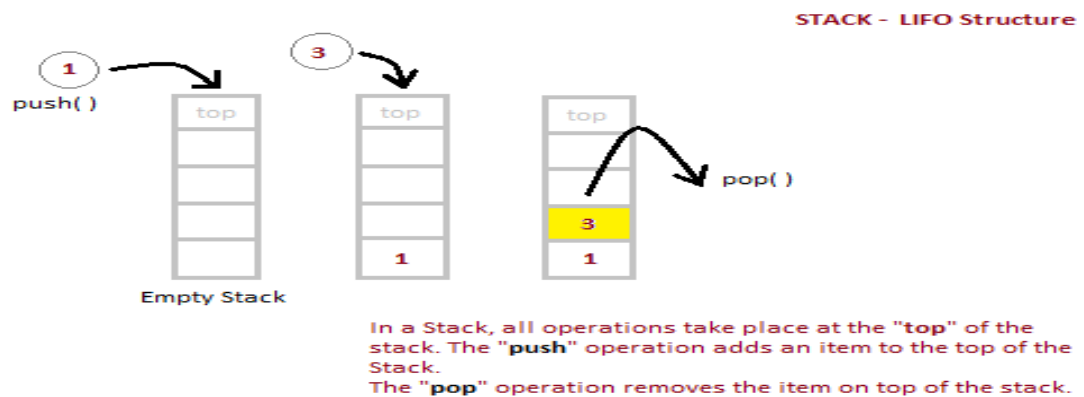 STACK - LIFO Structure
1
push( )
3
top
top
top
pop( )
3
1
1
Empty Stack
In a Stack, all operations take place at the "top" of the
stack. The "push" operation adds an item to the top of the
Stack.
The "pop" operation removes the item on top of the stack.